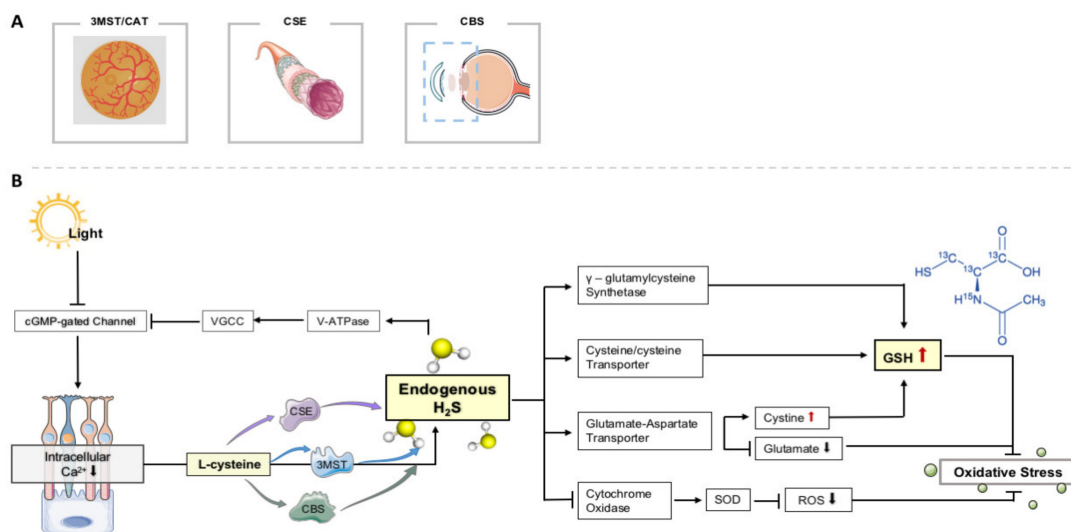 A
3MST/CAT
CSE
CBS
B
Light
cGMP-gated Channel
VGCC
V-ATPase
Intracellular
Ca²⁺ ⬇
L-cysteine
CSE
3MST
CBS
Endogenous
H₂S
γ – glutamylcysteine
Synthetase
Cysteine/cysteine
Transporter
Glutamate-Aspartate
Transporter
Cytochrome
Oxidase
Cystine ⬆
Glutamate ⬇
SOD
ROS ⬇
GSH ⬆
Oxidative Stress
O
¹³C
¹³C
HS
¹³C
OH
H¹⁵N
CH₃
O